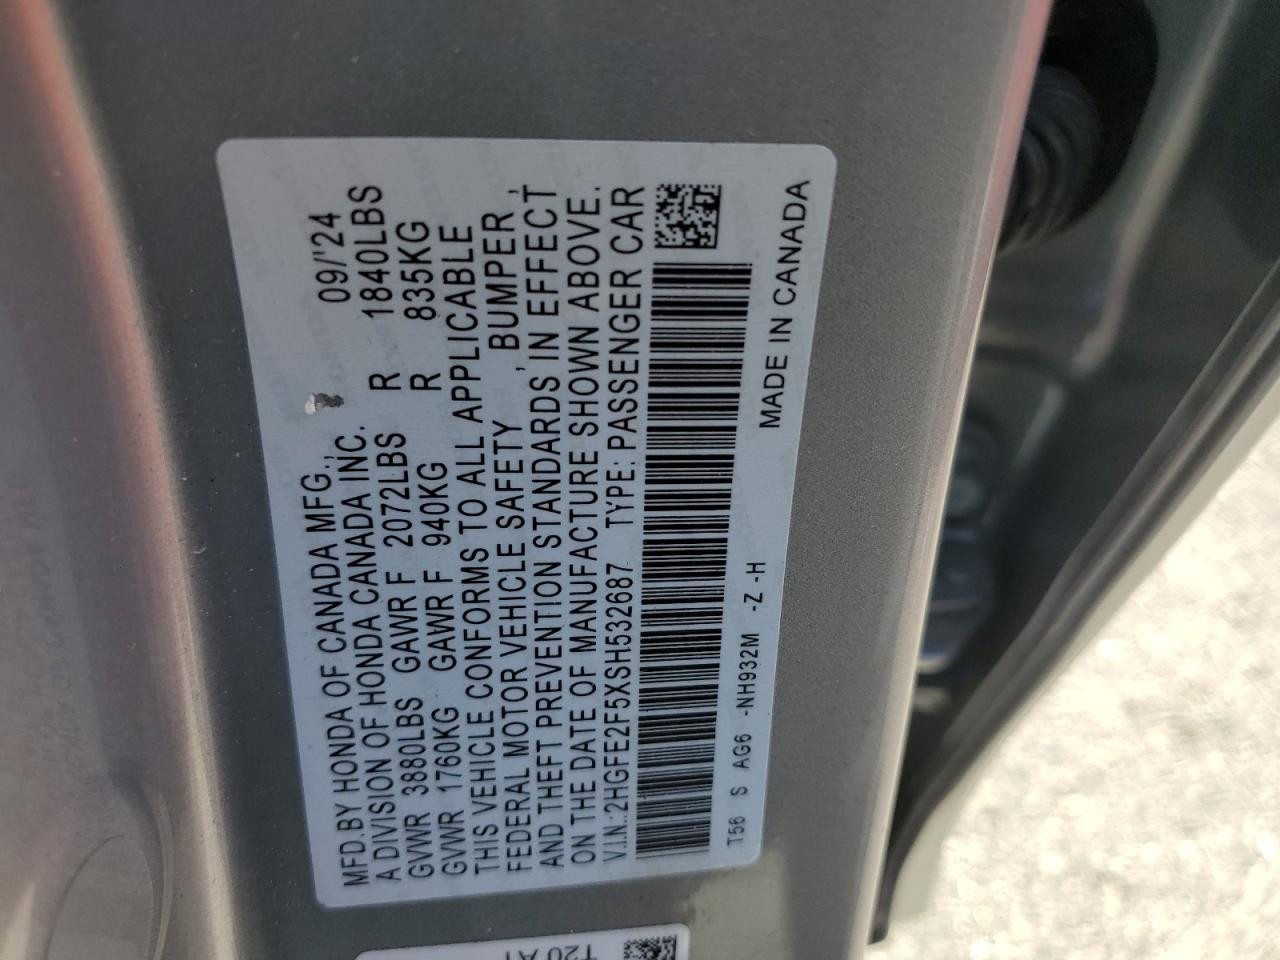 MFD.BY HONDA OF CANADA MFG., 09/'24
A DIVISION OF HONDA CANADA INC.
GVWR 3880LBS GAWR F 2072LBS R 1840LBS
GVWR 1760KG GAWR F 940KG R 835KG
THIS VEHICLE CONFORMS TO ALL APPLICABLE
FEDERAL MOTOR VEHICLE SAFETY , BUMPER ,
AND THEFT PREVENTION STANDARDS IN EFFECT
ON THE DATE OF MANUFACTURE SHOWN ABOVE.
V.I.N.:2HGFE2F5XSH532687 TYPE: PASSENGER CAR
T56 S AG6 -NH932M -Z -H MADE IN CANADA